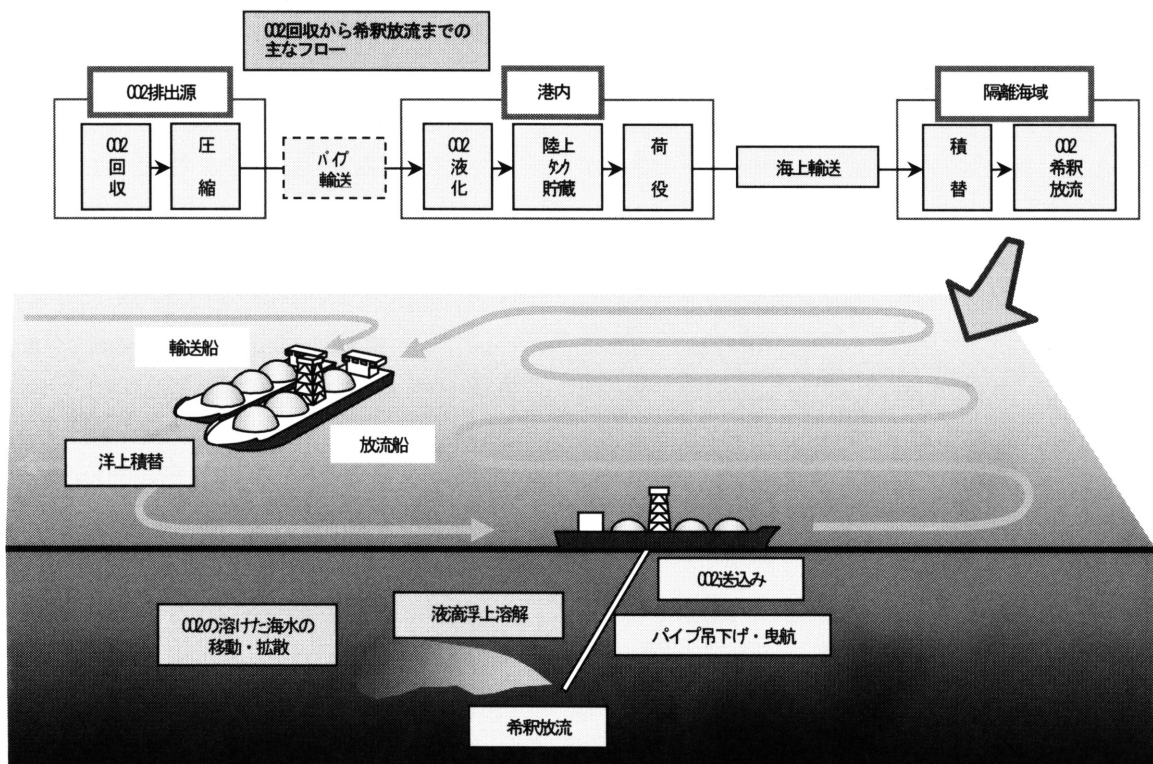 CO2回収から希釈放流までの
主なフロー
CO2排出源
CO2
回
収
圧
縮
パイプ
輸送
港内
CO2
液
化
陸上
タンク
貯蔵
荷
役
海上輸送
隔離海域
積
替
CO2
希釈
放流
輸送船
放流船
洋上積替
CO2送込み
液滴浮上溶解
パイプ吊下げ・曳航
CO2の溶けた海水の
移動・拡散
希釈放流